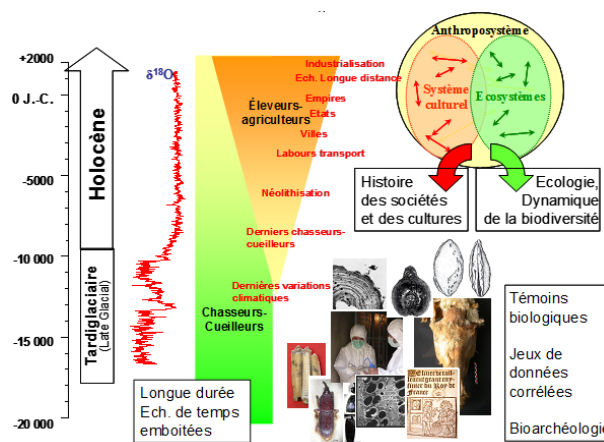 +2000
0 J.-C.
-5000
-10 000
-15 000
-20 000
Holocène
Tardiglaciaire
(Late Glacial)
δ18O
Industrialisation
Ech. Longue distance
Empires
Etats
Villes
Labours transport
Néolithisation
Derniers chasseurs-
cueilleurs
Dernières variations
climatiques
Éleveurs-
agriculteurs
Chasseurs-
Cueilleurs
Longue durée
Ech. de temps
emboitées
Anthroposystème
Système
culturel
Ecosystèmes
Histoire
des sociétés
et des cultures
Ecologie,
Dynamique
de la biodiversité
Témoins
biologiques
Jeux de
données
corrélées
Bioarchéologie